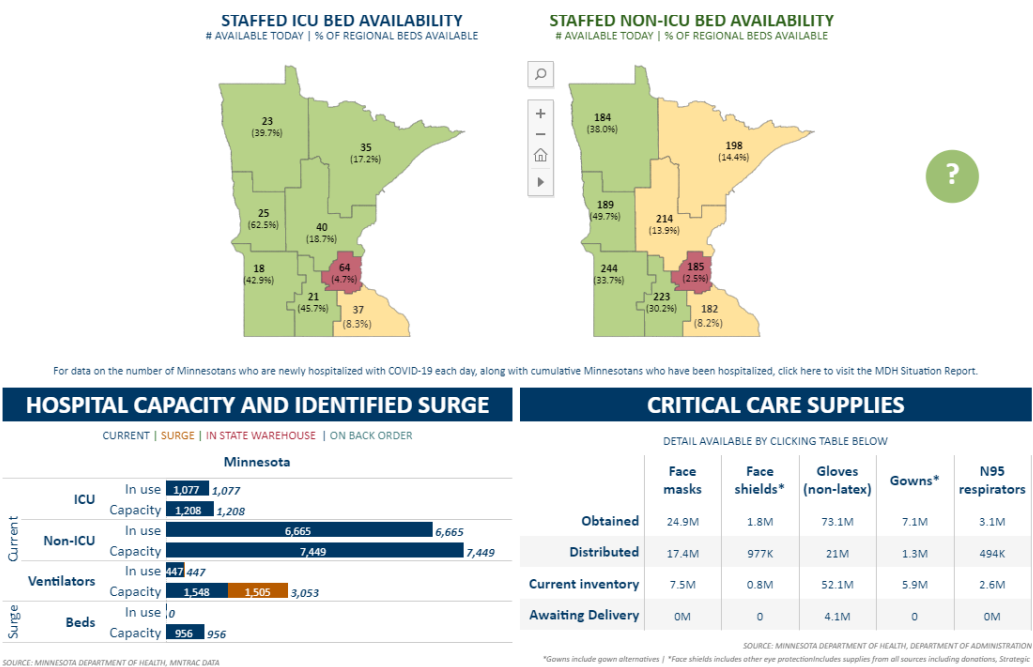 STAFFED ICU BED AVAILABILITY
# AVAILABLE TODAY | % OF REGIONAL BEDS AVAILABLE
23
(39.7%)
35
(17.2%)
25
(62.5%)
40
(18.7%)
18
(42.9%)
64
(4.7%)
21
(45.7%)
37
(8.3%)
STAFFED NON-ICU BED AVAILABILITY
# AVAILABLE TODAY | % OF REGIONAL BEDS AVAILABLE
184
(38.0%)
198
(14.4%)
189
(49.7%)
214
(13.9%)
244
(33.7%)
185
(2.5%)
223
(30.2%)
182
(8.2%)
?
For data on the number of Minnesotans who are newly hospitalized with COVID-19 each day, along with cumulative Minnesotans who have been hospitalized, click here to visit the MDH Situation Report.
HOSPITAL CAPACITY AND IDENTIFIED SURGE
CURRENT | SURGE | IN STATE WAREHOUSE | ON BACK ORDER
Minnesota
Current
ICU
In use 1,077 1,077
Capacity 1,208 1,208
Non-ICU
In use 6,665 6,665
Capacity 7,449 7,449
Ventilators
In use 447 447
Capacity 1,548 1,505 3,053
Surge
Beds
In use 0
Capacity 956 956
SOURCE: MINNESOTA DEPARTMENT OF HEALTH, MNTRAC DATA
CRITICAL CARE SUPPLIES
DETAIL AVAILABLE BY CLICKING TABLE BELOW
Face masks Face shields* Gloves (non-latex) Gowns* N95 respirators
Obtained 24.9M 1.8M 73.1M 7.1M 3.1M
Distributed 17.4M 977K 21M 1.3M 494K
Current inventory 7.5M 0.8M 52.1M 5.9M 2.6M
Awaiting Delivery 0M 0 4.1M 0 0M
SOURCE: MINNESOTA DEPARTMENT OF HEALTH, DEPARTMENT OF ADMINISTRATION
*Gowns include gown alternatives | *Face shields includes other eye protectionIncludes supplies from all sources including donations, Strategic